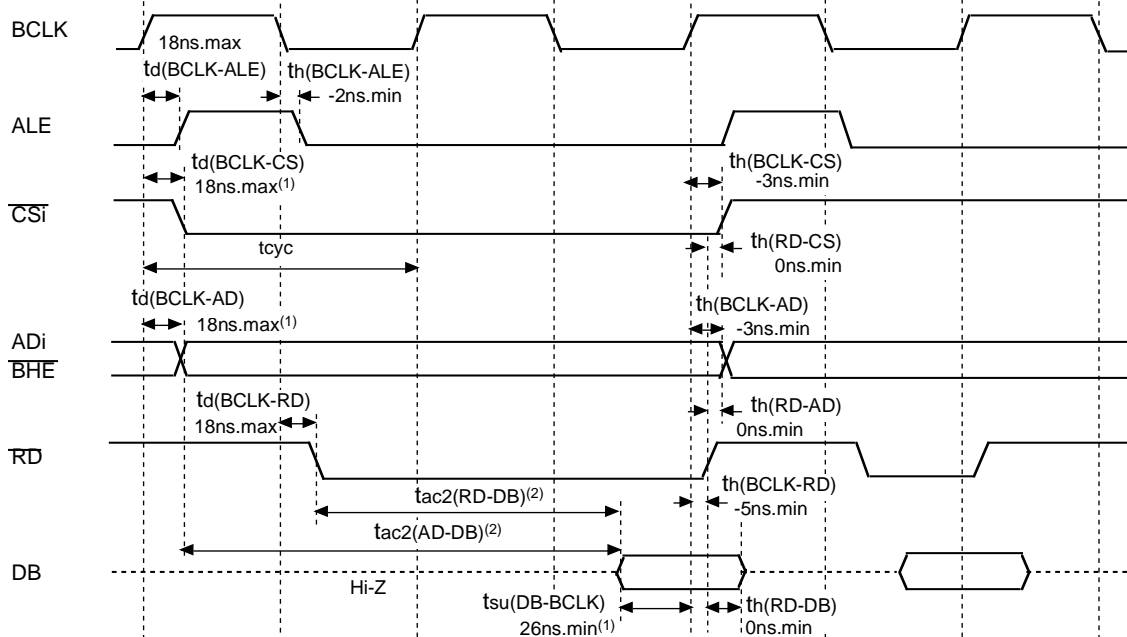 BCLK
18ns.max
td(BCLK-ALE)
th(BCLK-ALE)
-2ns.min
ALE
td(BCLK-CS)
18ns.max(1)
th(BCLK-CS)
-3ns.min
CSi
tcyc
th(RD-CS)
0ns.min
td(BCLK-AD)
18ns.max(1)
th(BCLK-AD)
-3ns.min
ADi
BHE
td(BCLK-RD)
18ns.max
th(RD-AD)
0ns.min
RD
tac2(RD-DB)(2)
th(BCLK-RD)
-5ns.min
tac2(AD-DB)(2)
DB
Hi-Z
tsu(DB-BCLK)
26ns.min(1)
th(RD-DB)
0ns.min